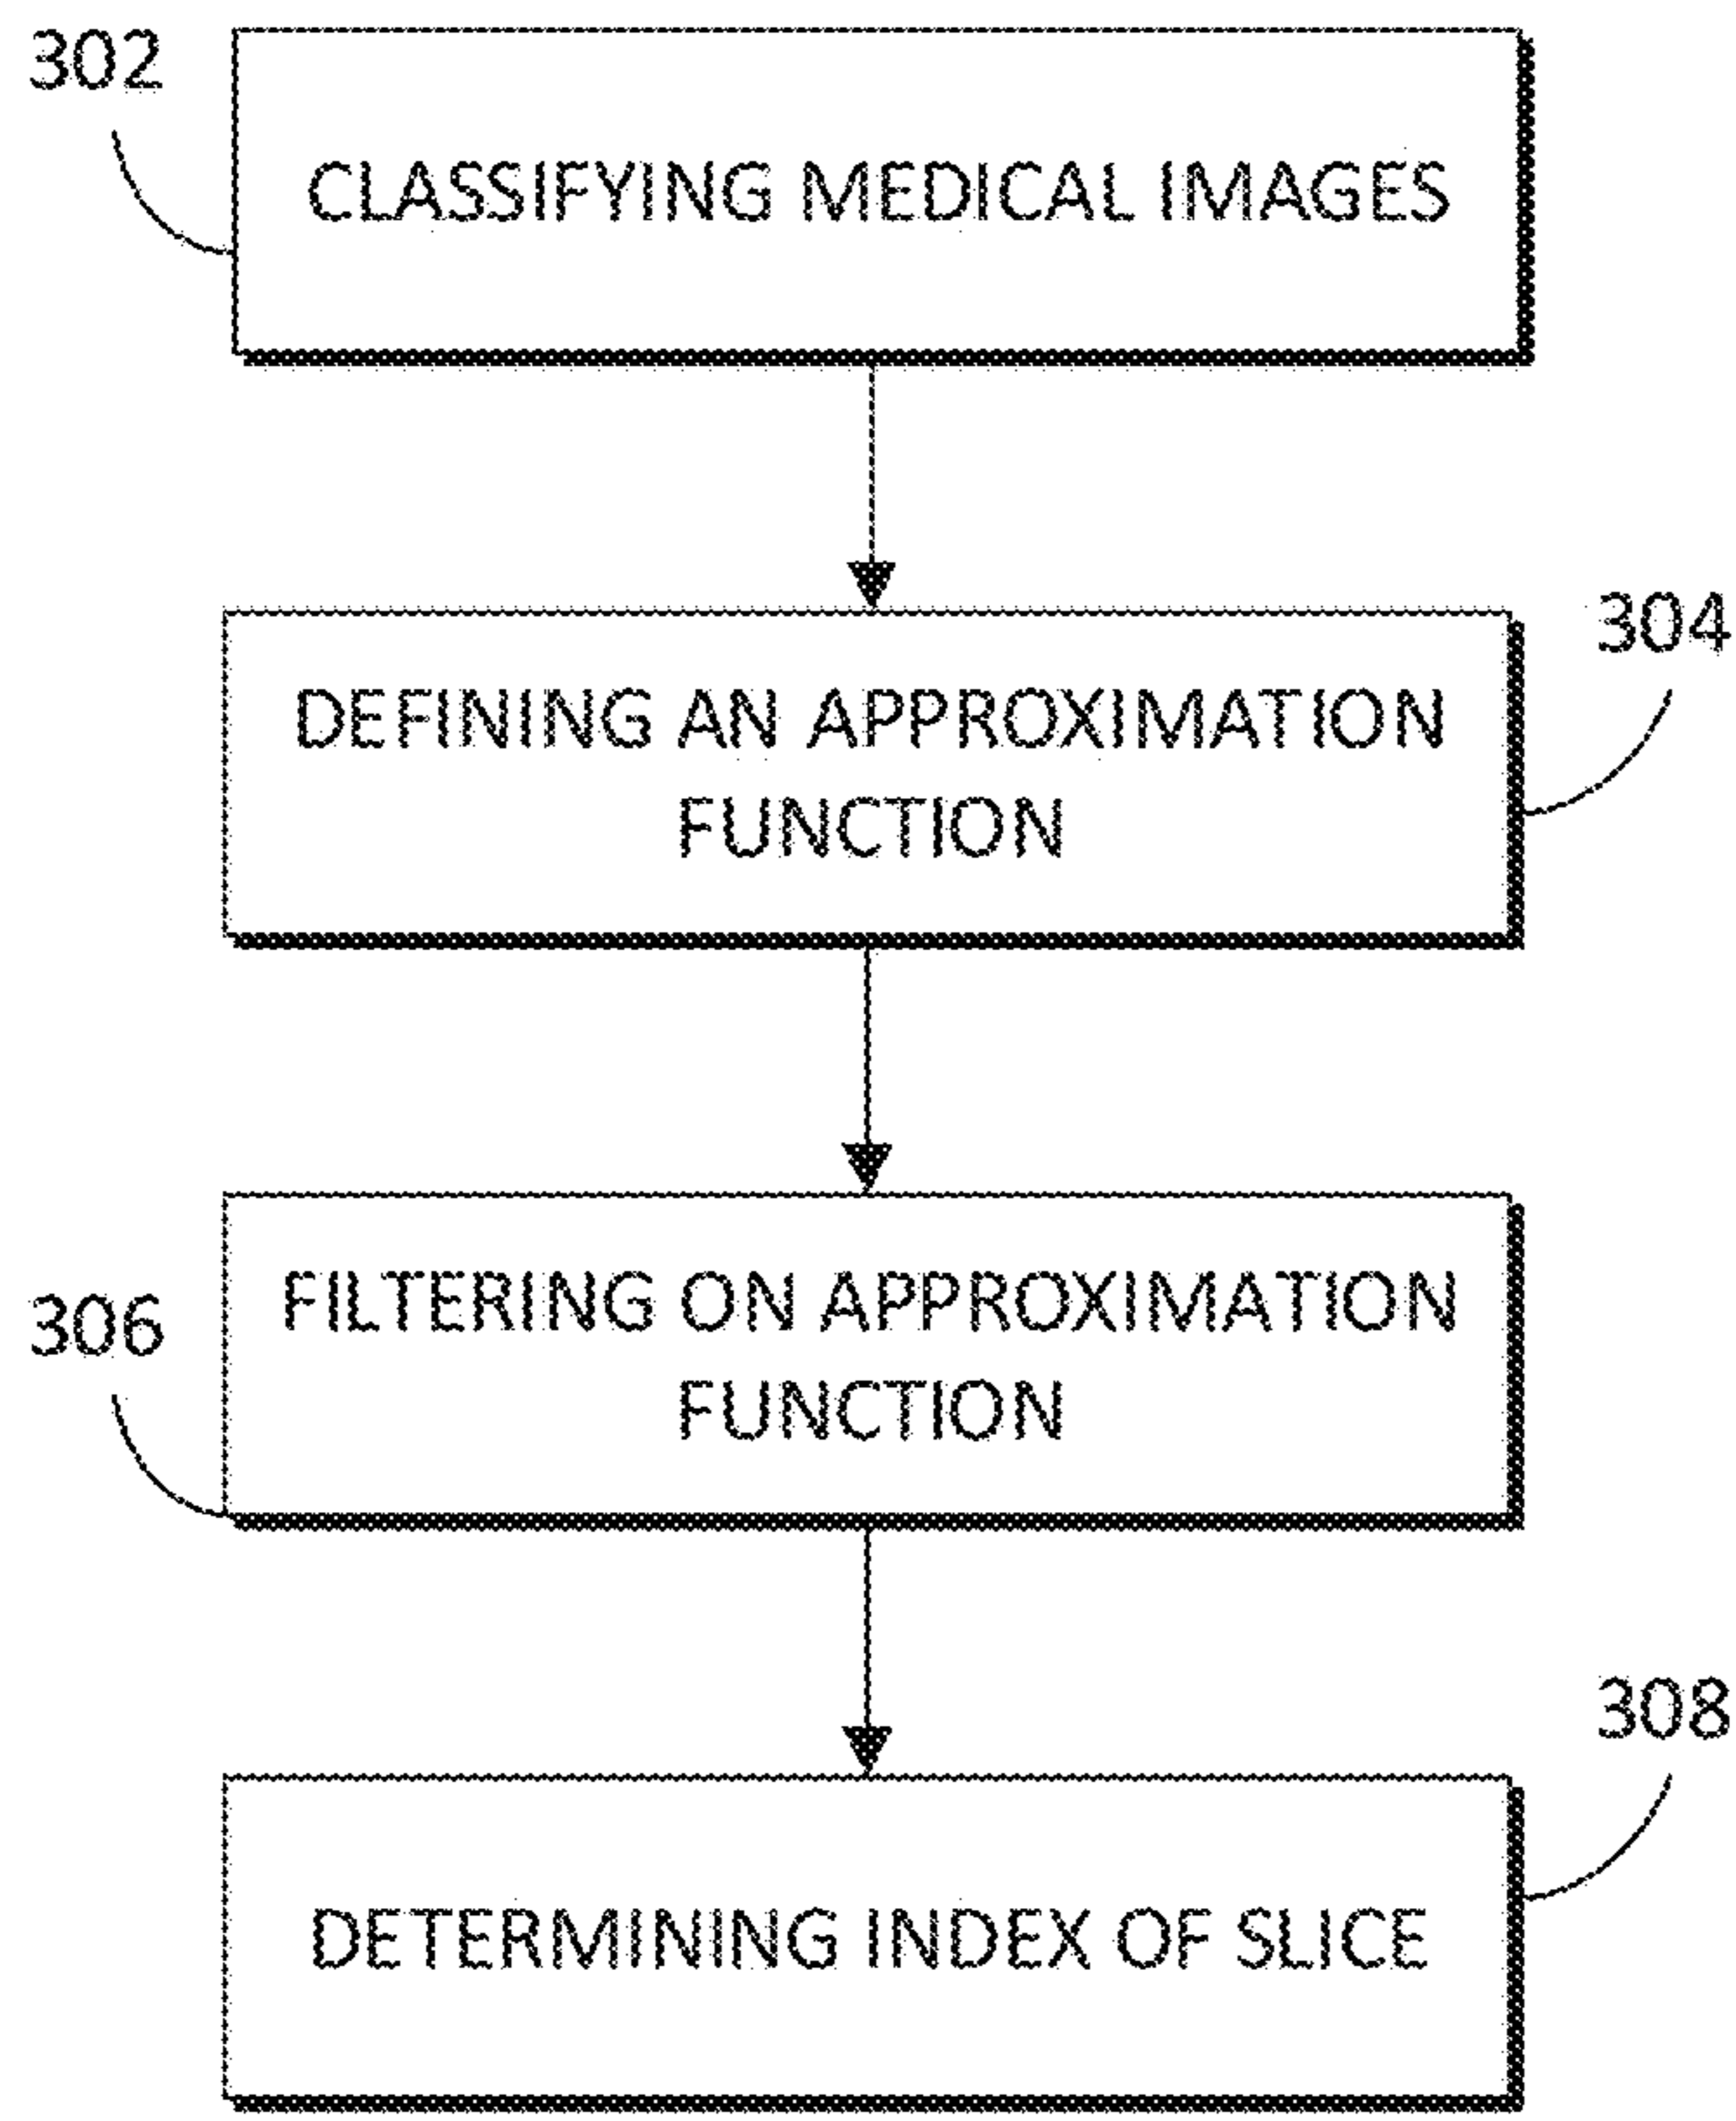 302
CLASSIFYING MEDICAL IMAGES
304
DEFINING AN APPROXIMATION
FUNCTION
306
FILTERING ON APPROXIMATION
FUNCTION
308
DETERMINING INDEX OF SLICE